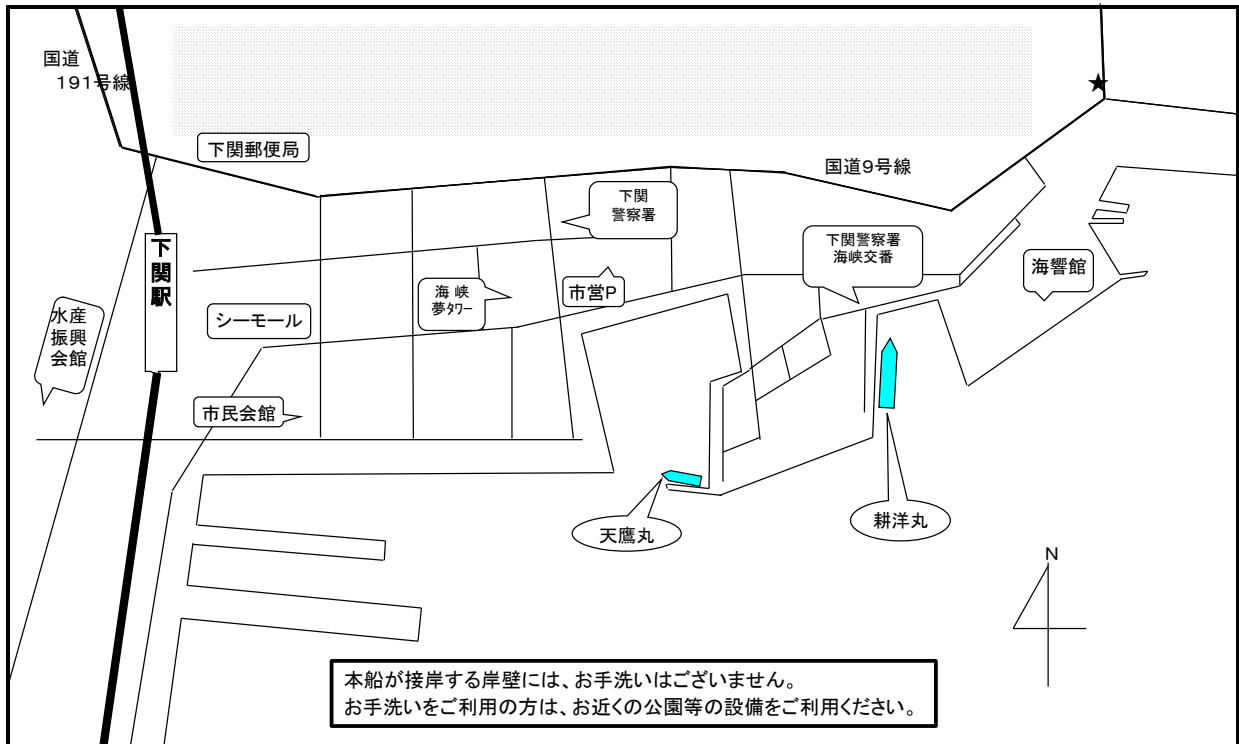 国道
191号線
★
下関郵便局
国道9号線
下関
警察署
下関警察署
海峡交番
下関駅
海響館
海 峡
夢タワー
市営P
水産
振興
会館
シーモール
市民会館
天鷹丸
耕洋丸
N
本船が接岸する岸壁には、お手洗いはございません。
お手洗いをご利用の方は、お近くの公園等の設備をご利用ください。